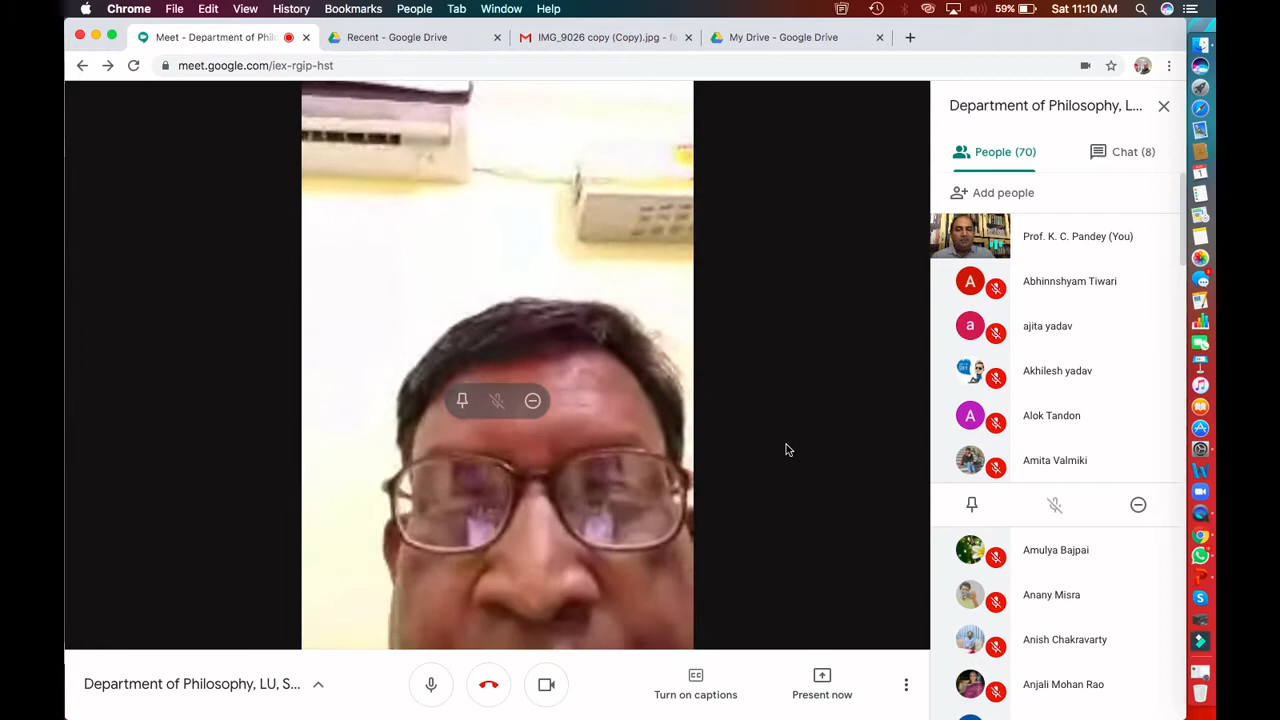 Chrome File Edit View History Bookmarks People Tab Window Help 59% Sat 11:10 AM
Meet - Department of Phil Recent - Google Drive IMG_9026 copy (Copy).jpg - My Drive - Google Drive
meet.google.com/iex-rgip-hst
Department of Philosophy, L...
People (70) Chat (8)
Add people
Prof. K. C. Pandey (You)
A Abhinnshyam Tiwari
a ajita yadav
Akhilesh yadav
A Alok Tandon
Amita Valmiki
Amulya Bajpai
Anany Misra
Anish Chakravarty
Anjali Mohan Rao
Department of Philosophy, LU, S...
CC Turn on captions
Present now